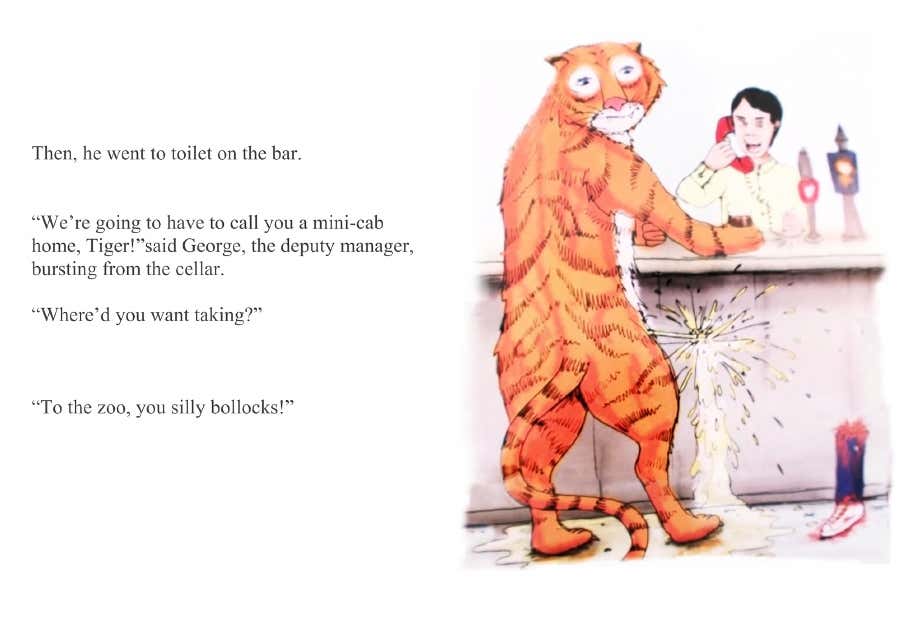 Then, he went to toilet on the bar.
“We’re going to have to call you a mini-cab
home, Tiger!”said George, the deputy manager,
bursting from the cellar.
“Where’d you want taking?”
“To the zoo, you silly bollocks!”